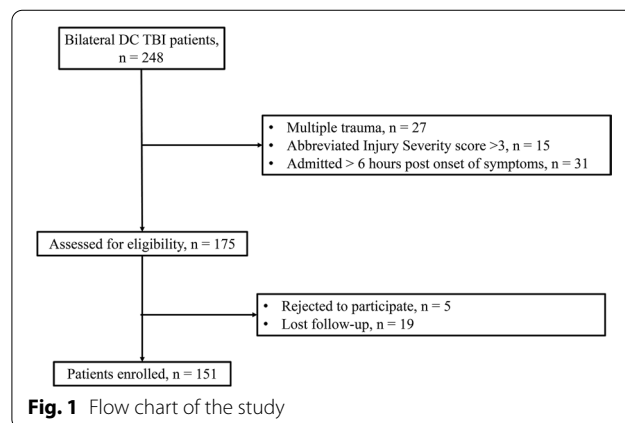 Bilateral DC TBI patients,
n = 248
• Multiple trauma, n = 27
• Abbreviated Injury Severity score >3, n = 15
• Admitted > 6 hours post onset of symptoms, n = 31
Assessed for eligibility, n = 175
• Rejected to participate, n = 5
• Lost follow-up, n = 19
Patients enrolled, n = 151
Fig. 1 Flow chart of the study